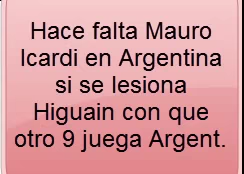 Hace falta Mauro
Icardi en Argentina
si se lesiona
Higuain con que
otro 9 juega Argent.